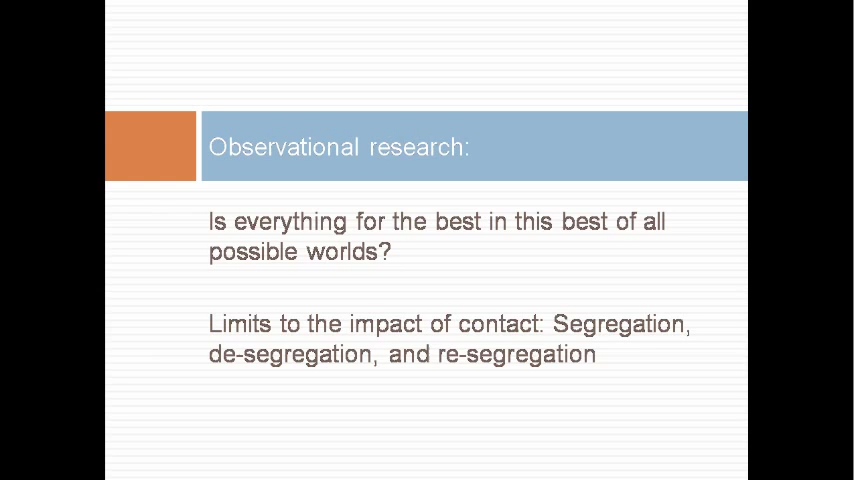 Observational research:
Is everything for the best in this best of all
possible worlds?
Limits to the impact of contact: Segregation,
de-segregation, and re-segregation